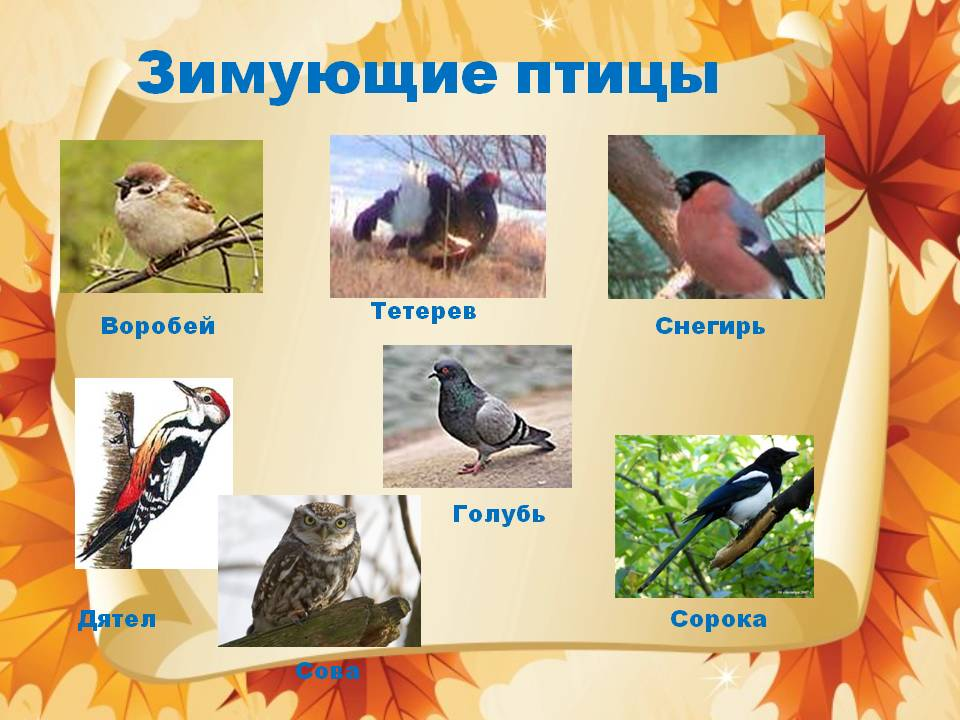 Зимующие птицы
Воробей
Тетерев
Снегирь
Голубь
Дятел
Сова
Сорока